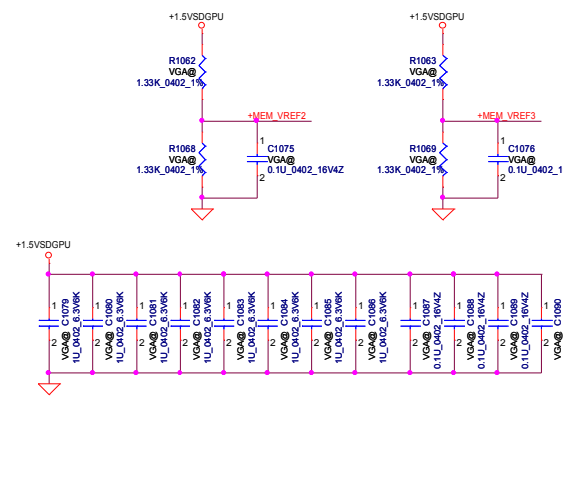 +1.5VSDGPU
R1062
VGA@
1.33K_0402_1%
+MEM_VREF2
R1068
VGA@
1.33K_0402_1%
1
C1075
VGA@
0.1U_0402_16V4Z
2
+1.5VSDGPU
R1063
VGA@
1.33K_0402_1%
+MEM_VREF3
R1069
VGA@
1.33K_0402_1%
1
C1076
VGA@
0.1U_0402_1
2
+1.5VSDGPU
1
2
VGA@ C1079
1U_0402_6.3V6K
1
2
VGA@ C1080
1U_0402_6.3V6K
1
2
VGA@ C1081
1U_0402_6.3V6K
1
2
VGA@ C1082
1U_0402_6.3V6K
1
2
VGA@ C1083
1U_0402_6.3V6K
1
2
VGA@ C1084
1U_0402_6.3V6K
1
2
VGA@ C1085
1U_0402_6.3V6K
1
2
VGA@ C1086
1U_0402_6.3V6K
1
2
VGA@ C1087
0.1U_0402_16V4Z
1
2
VGA@ C1088
0.1U_0402_16V4Z
1
2
VGA@ C1089
0.1U_0402_16V4Z
1
2
VGA@ C1090